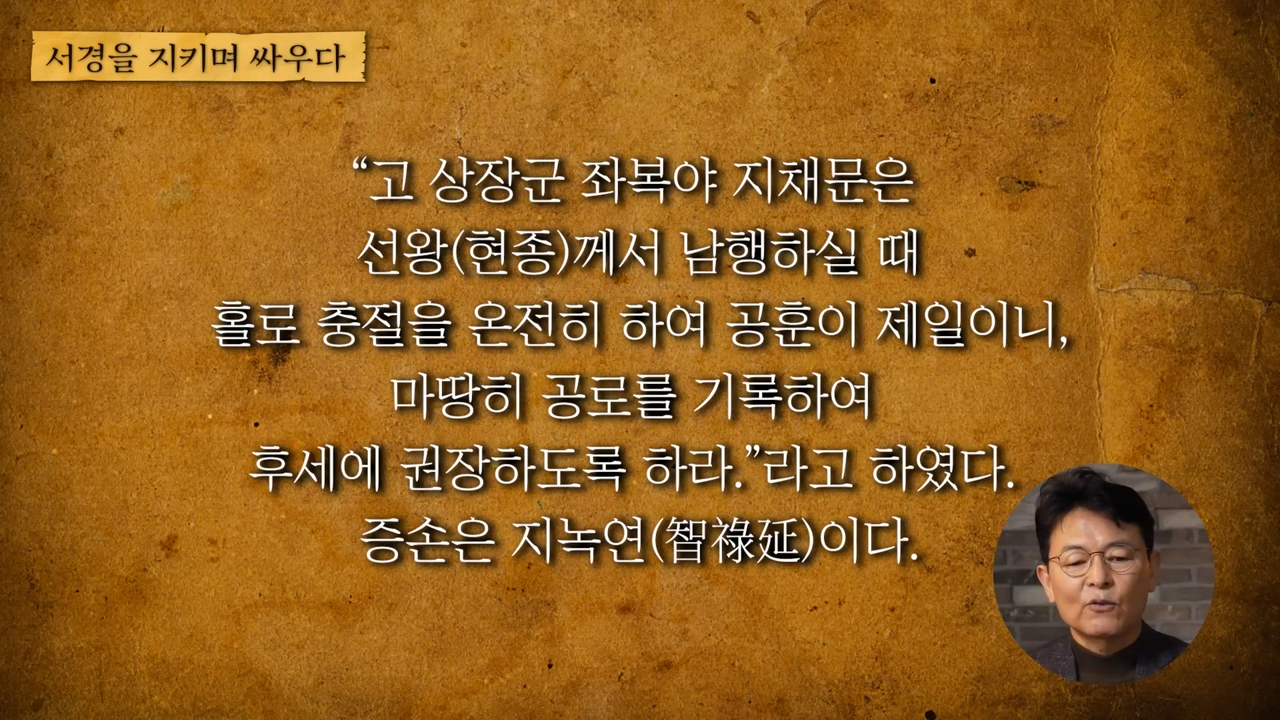 서경을 지키며 싸우다
“고 상장군 좌복야 지채문은
선왕(현종)께서 남행하실 때
홀로 충절을 온전히 하여 공훈이 제일이니,
마땅히 공로를 기록하여
후세에 권장하도록 하라.”라고 하였다.
증손은 지녹연(智祿延)이다.